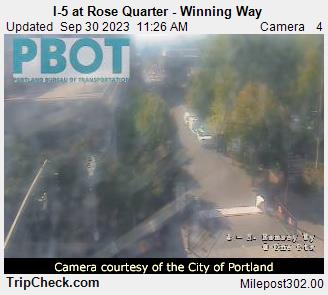 I-5 at Rose Quarter - Winning Way
Updated Sep 30 2023 11:26 AM Camera 4
PBOT
PORTLAND BUREAU OF TRANSPORTATION
Camera courtesy of the City of Portland
TripCheck.com Milepost302.00